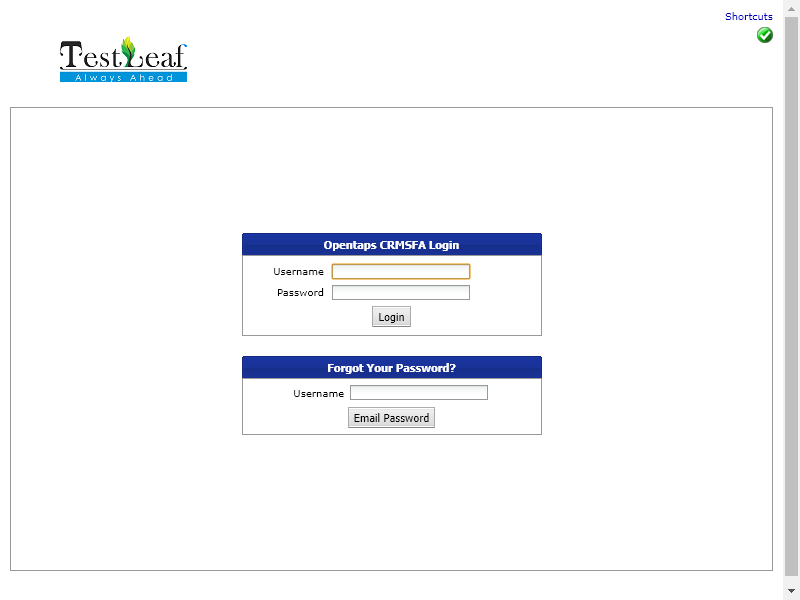 Shortcuts
TestLeaf
Always Ahead
Opentaps CRMSFA Login
Username
Password
Login
Forgot Your Password?
Username
Email Password